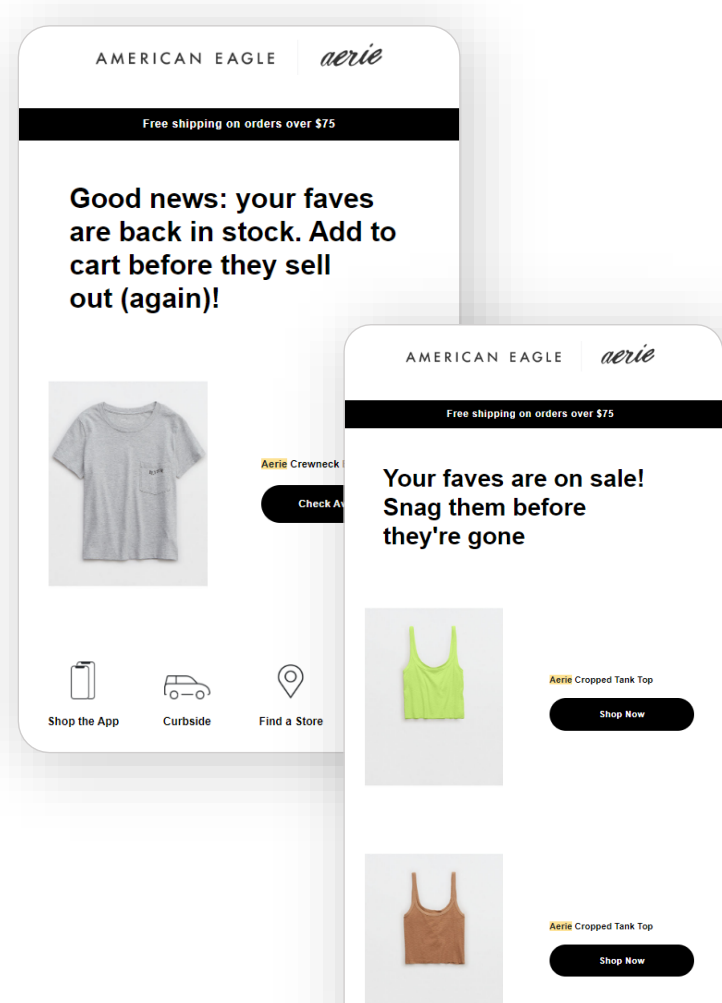 AMERICAN EAGLE aerie
Free shipping on orders over $75
Good news: your faves
are back in stock. Add to
cart before they sell
out (again)!
Aerie Crewneck
Check
Shop the App
Curbside
Find a Store
AMERICAN EAGLE aerie
Free shipping on orders over $75
Your faves are on sale!
Snag them before
they're gone
Aerie Cropped Tank Top
Shop Now
Aerie Cropped Tank Top
Shop Now